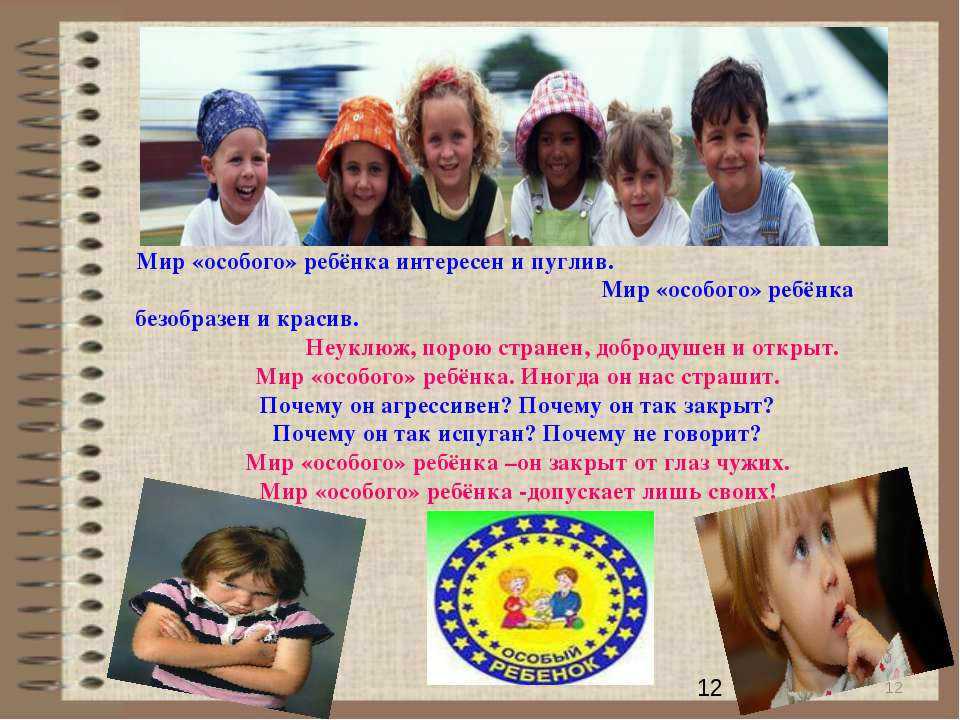 Мир «особого» ребёнка интересен и пуглив.
Мир «особого» ребёнка
безобразен и красив.
Неуклюж, порою странен, добродушен и открыт.
Мир «особого» ребёнка. Иногда он нас страшит.
Почему он агрессивен? Почему он так закрыт?
Почему он так испуган? Почему не говорит?
Мир «особого» ребёнка –он закрыт от глаз чужих.
Мир «особого» ребёнка -допускает лишь своих!
ОСОБЫЙ
РЕБЕНОК
12
12